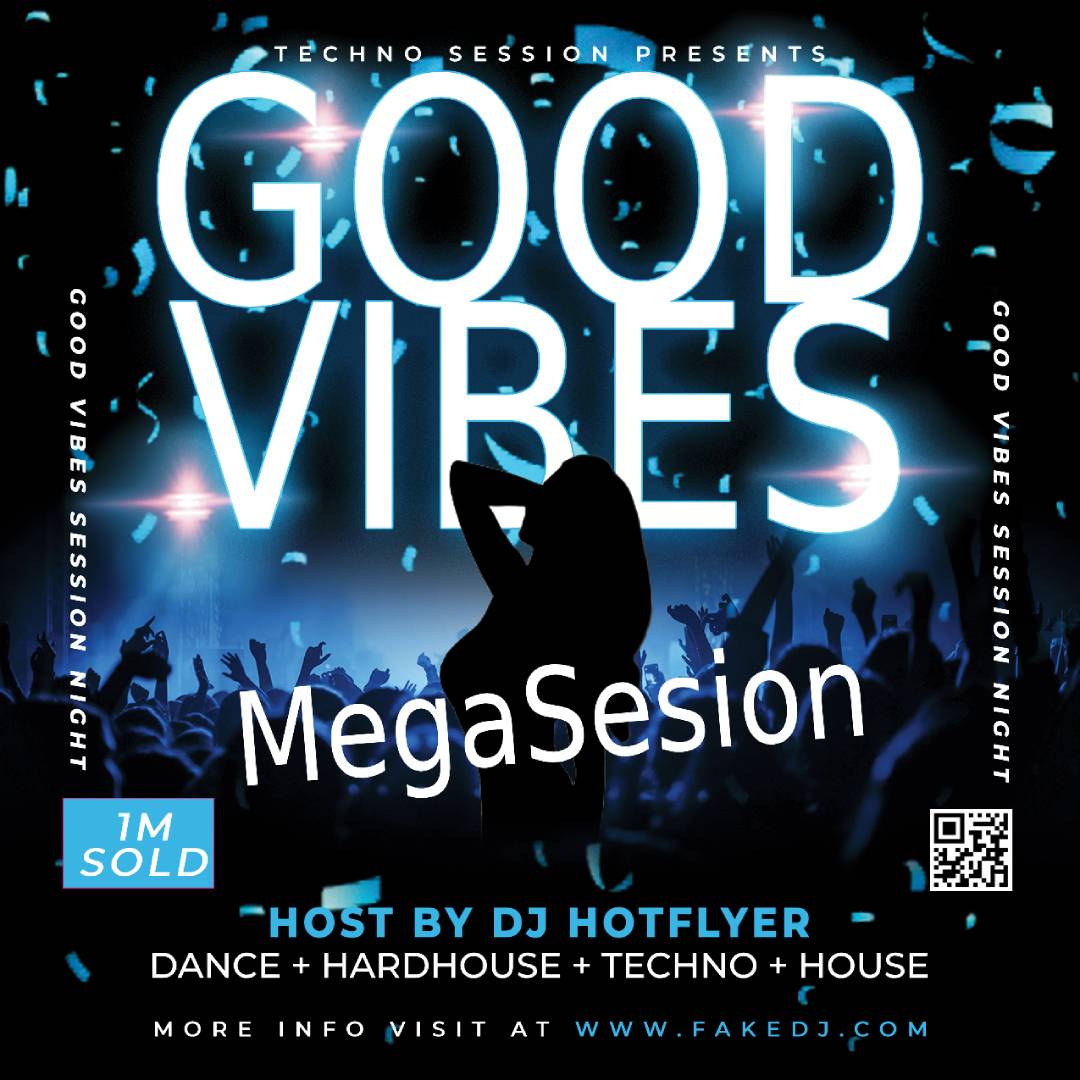 TECHNO SESSION PRESENTS
GOOD
VIBES
GOOD VIBES SESSION NIGHT
GOOD VIBES SESSION NIGHT
MegaSesion
1M
SOLD
HOST BY DJ HOTFLYER
DANCE + HARDHOUSE + TECHNO + HOUSE
MORE INFO VISIT AT WWW.FAKEDJ.COM